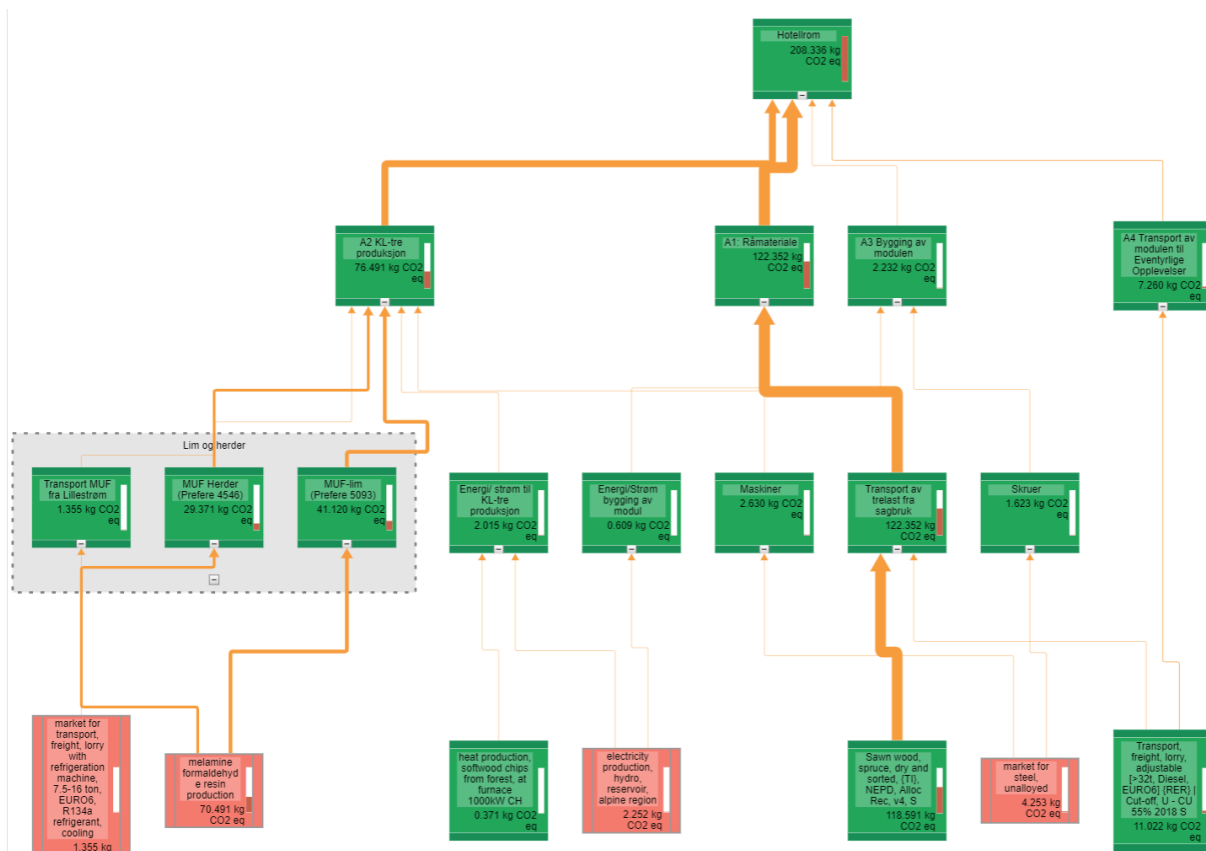 Hotellrom
208.336 kg
CO2 eq
A2 KL-tre
produksjon
76.491 kg CO2
eq
A1: Råmateriale
122.352 kg
CO2 eq
A3 Bygging av
modulen
2.232 kg CO2
eq
A4 Transport av
modulen til
Eventyrlige
Opplevelser
7.260 kg CO2
eq
Lim og herder
Transport MUF
fra Lillestrøm
1.355 kg CO2
eq
MUF Herder
(Prefere 4546)
29.371 kg CO2
eq
MUF-lim
(Prefere 5093)
41.120 kg CO2
eq
Energi/ strøm til
KL-tre
produksjon
2.015 kg CO2
eq
Energi/Strøm
bygging av
modul
0.609 kg CO2
eq
Maskiner
2.630 kg CO2
eq
Transport av
trelast fra
sagbruk
122.352 kg
CO2 eq
Skruer
1.623 kg CO2
eq
market for
transport,
freight, lorry
with
refrigeration
machine,
7.5-16 ton,
EURO6,
R134a
refrigerant,
cooling
1.355 kg
melamine
formaldehyd
e resin
production
70.491 kg
CO2 eq
heat production,
softwood chips
from forest, at
furnace
1000kW CH
0.371 kg CO2
eq
electricity
production,
hydro,
reservoir,
alpine region
2.252 kg
CO2 eq
Sawn wood,
spruce, dry and
sorted, {TI},
NEPD, Alloc
Rec, v4, S
118.591 kg
CO2 eq
market for
steel,
unalloyed
4.253 kg
CO2 eq
Transport,
freight, lorry,
adjustable
[>32t, Diesel,
EURO6] {RER} |
Cut-off, U - CU
55% 2018 S
11.022 kg CO2
eq